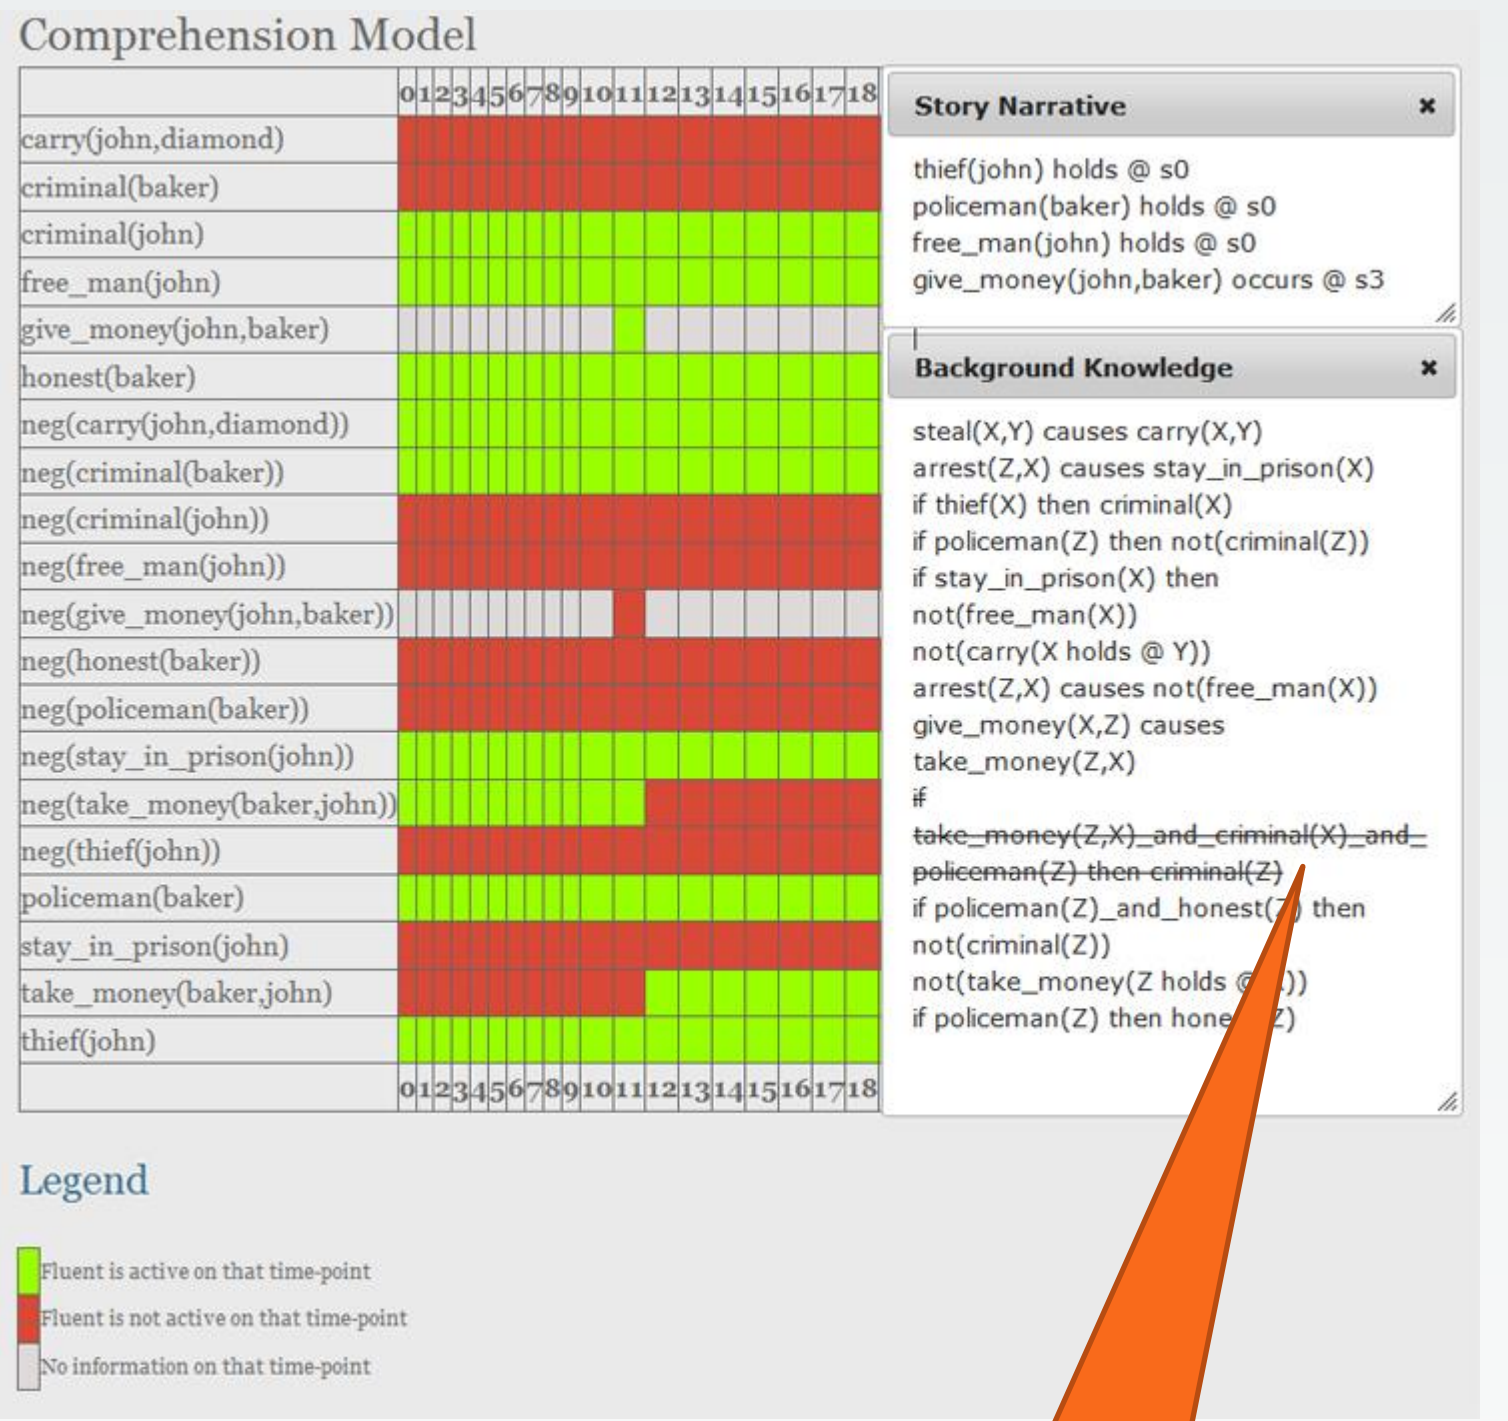 Comprehension Model
0 1 2 3 4 5 6 7 8 9 10 11 12 13 14 15 16 17 18
carry(john,diamond)
criminal(baker)
criminal(john)
free_man(john)
give_money(john,baker)
honest(baker)
neg(carry(john,diamond))
neg(criminal(baker))
neg(criminal(john))
neg(free_man(john))
neg(give_money(john,baker))
neg(honest(baker))
neg(policeman(baker))
neg(stay_in_prison(john))
neg(take_money(baker,john))
neg(thief(john))
policeman(baker)
stay_in_prison(john)
take_money(baker,john)
thief(john)
0 1 2 3 4 5 6 7 8 9 10 11 12 13 14 15 16 17 18
Story Narrative
thief(john) holds @ s0
policeman(baker) holds @ s0
free_man(john) holds @ s0
give_money(john,baker) occurs @ s3
Background Knowledge
steal(X,Y) causes carry(X,Y)
arrest(Z,X) causes stay_in_prison(X)
if thief(X) then criminal(X)
if policeman(Z) then not(criminal(Z))
if stay_in_prison(X) then
not(free_man(X))
not(carry(X holds @ Y))
arrest(Z,X) causes not(free_man(X))
give_money(X,Z) causes
take_money(Z,X)
if
take_money(Z,X)_and_criminal(X)_and_
policeman(Z) then criminal(Z)
if policeman(Z)_and_honest(Z) then
not(criminal(Z))
not(take_money(Z holds @ ))
if policeman(Z) then Z)
Legend
Fluent is active on that time-point
Fluent is not active on that time-point
No information on that time-point